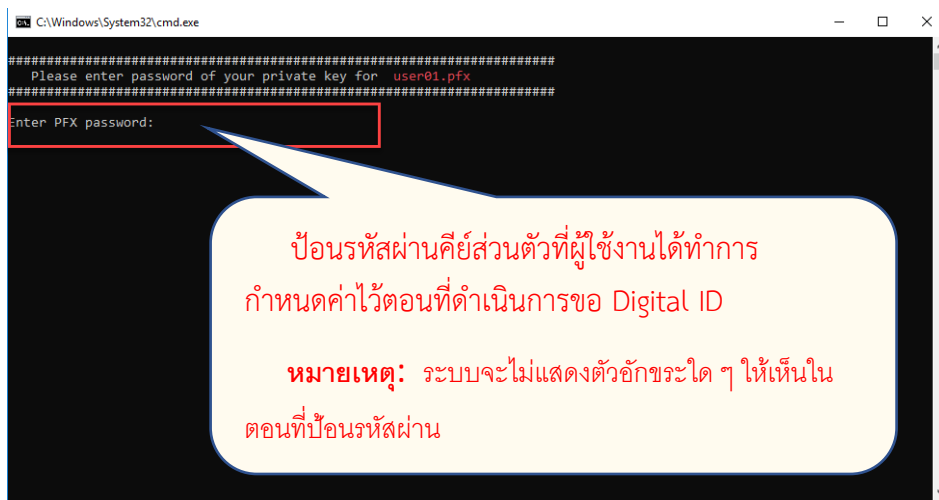 C:\Windows\System32\cmd.exe
#######################################################################
Please enter password of your private key for user01.pfx
#######################################################################
Enter PFX password:
ป้อนรหัสผ่านคีย์ส่วนตัวที่ผู้ใช้งานได้ทำการ
กำหนดค่าไว้ตอนที่ดำเนินการขอ Digital ID
หมายเหตุ: ระบบจะไม่แสดงตัวอักขระใด ๆ ให้เห็นใน
ตอนที่ป้อนรหัสผ่าน